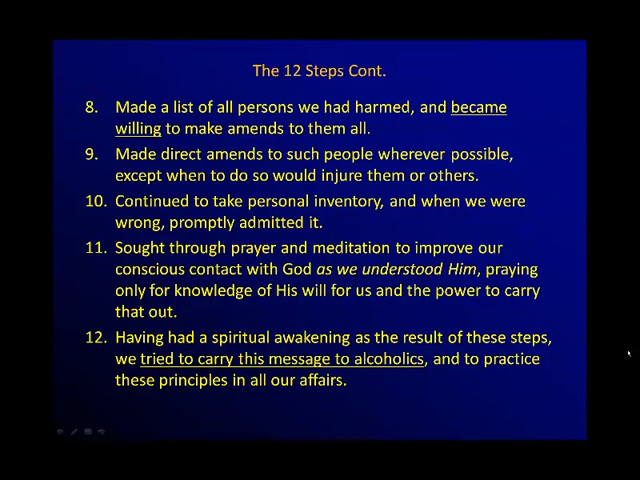 The 12 Steps Cont.
8. Made a list of all persons we had harmed, and became
willing to make amends to them all.
9. Made direct amends to such people wherever possible,
except when to do so would injure them or others.
10. Continued to take personal inventory, and when we were
wrong, promptly admitted it.
11. Sought through prayer and meditation to improve our
conscious contact with God as we understood Him, praying
only for knowledge of His will for us and the power to carry
that out.
12. Having had a spiritual awakening as the result of these steps,
we tried to carry this message to alcoholics, and to practice
these principles in all our affairs.